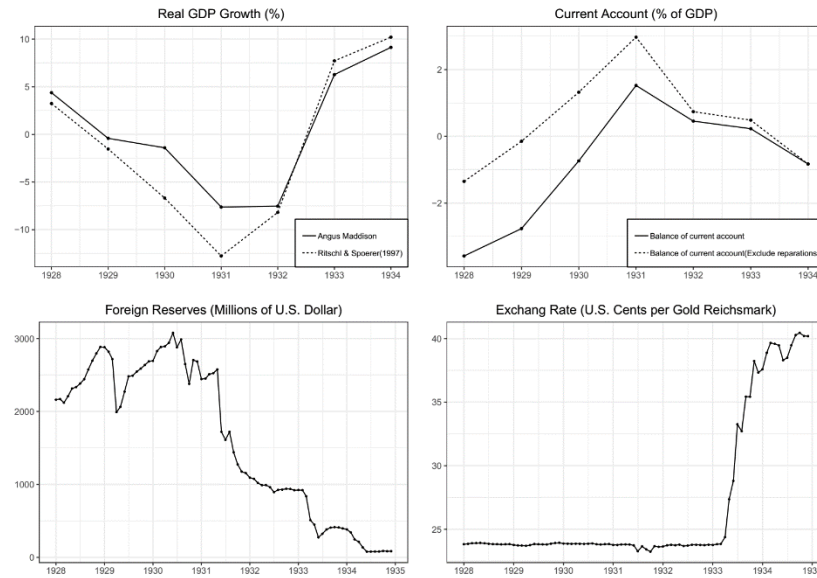 Real GDP Growth (%)
10
5
0
−5
−10
1928 1929 1930 1931 1932 1933 1934
Angus Maddison
Ritschl & Spoerer(1997)
Current Account (% of GDP)
2
0
−2
1928 1929 1930 1931 1932 1933 1934
Balance of current account
Balance of current account(Exclude reparations
Foreign Reserves (Millions of U.S. Dollar)
3000
2000
1000
0
1928 1929 1930 1931 1932 1933 1934 1935
Exchang Rate (U.S. Cents per Gold Reichsmark)
40
35
30
25
1928 1929 1930 1931 1932 1933 1934 193